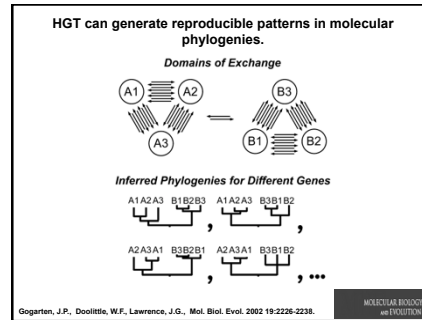 HGT can generate reproducible patterns in molecular
phylogenies.
Domains of Exchange
A1 A2 B3
A3 B1 B2
Inferred Phylogenies for Different Genes
A1A2A3 B1B2B3 , A1A2A3 B3B1B2 ,
A2A3A1 B3B2B1 , A2A3A1 B3B1B2 , ...
Gogarten, J.P., Doolittle, W.F., Lawrence, J.G., Mol. Biol. Evol. 2002 19:2226-2238.
MOLECULAR BIOLOGY
AND EVOLUTION